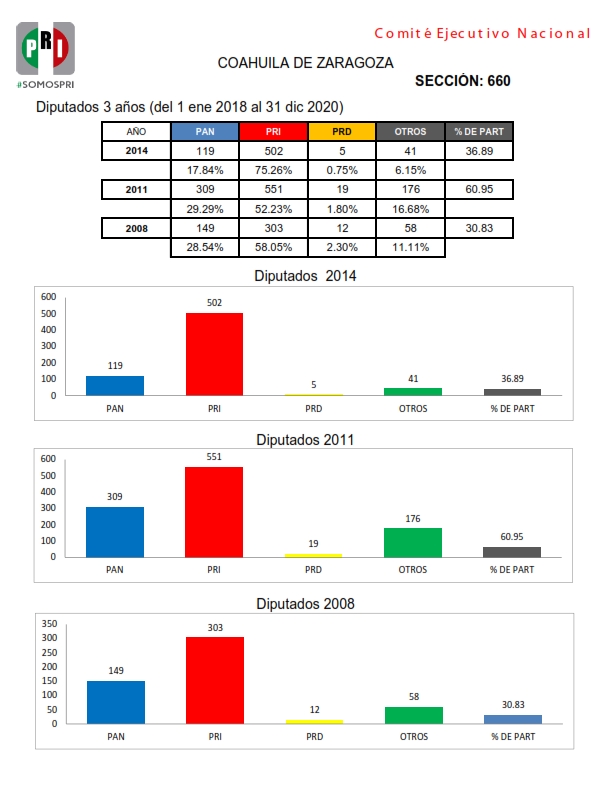 PRI
#SOMOSPRI
Comité Ejecutivo Nacional
COAHUILA DE ZARAGOZA
SECCIÓN: 660
Diputados 3 años (del 1 ene 2018 al 31 dic 2020)
AÑO PAN PRI PRD OTROS % DE PART
2014 119 502 5 41 36.89
17.84% 75.26% 0.75% 6.15%
2011 309 551 19 176 60.95
29.29% 52.23% 1.80% 16.68%
2008 149 303 12 58 30.83
28.54% 58.05% 2.30% 11.11%
Diputados 2014
600
500
400
300
200
100
0
119 502 5 41 36.89
PAN PRI PRD OTROS % DE PART
Diputados 2011
600
500
400
300
200
100
0
309 551 19 176 60.95
PAN PRI PRD OTROS % DE PART
Diputados 2008
350
300
250
200
150
100
50
0
149 303 12 58 30.83
PAN PRI PRD OTROS % DE PART